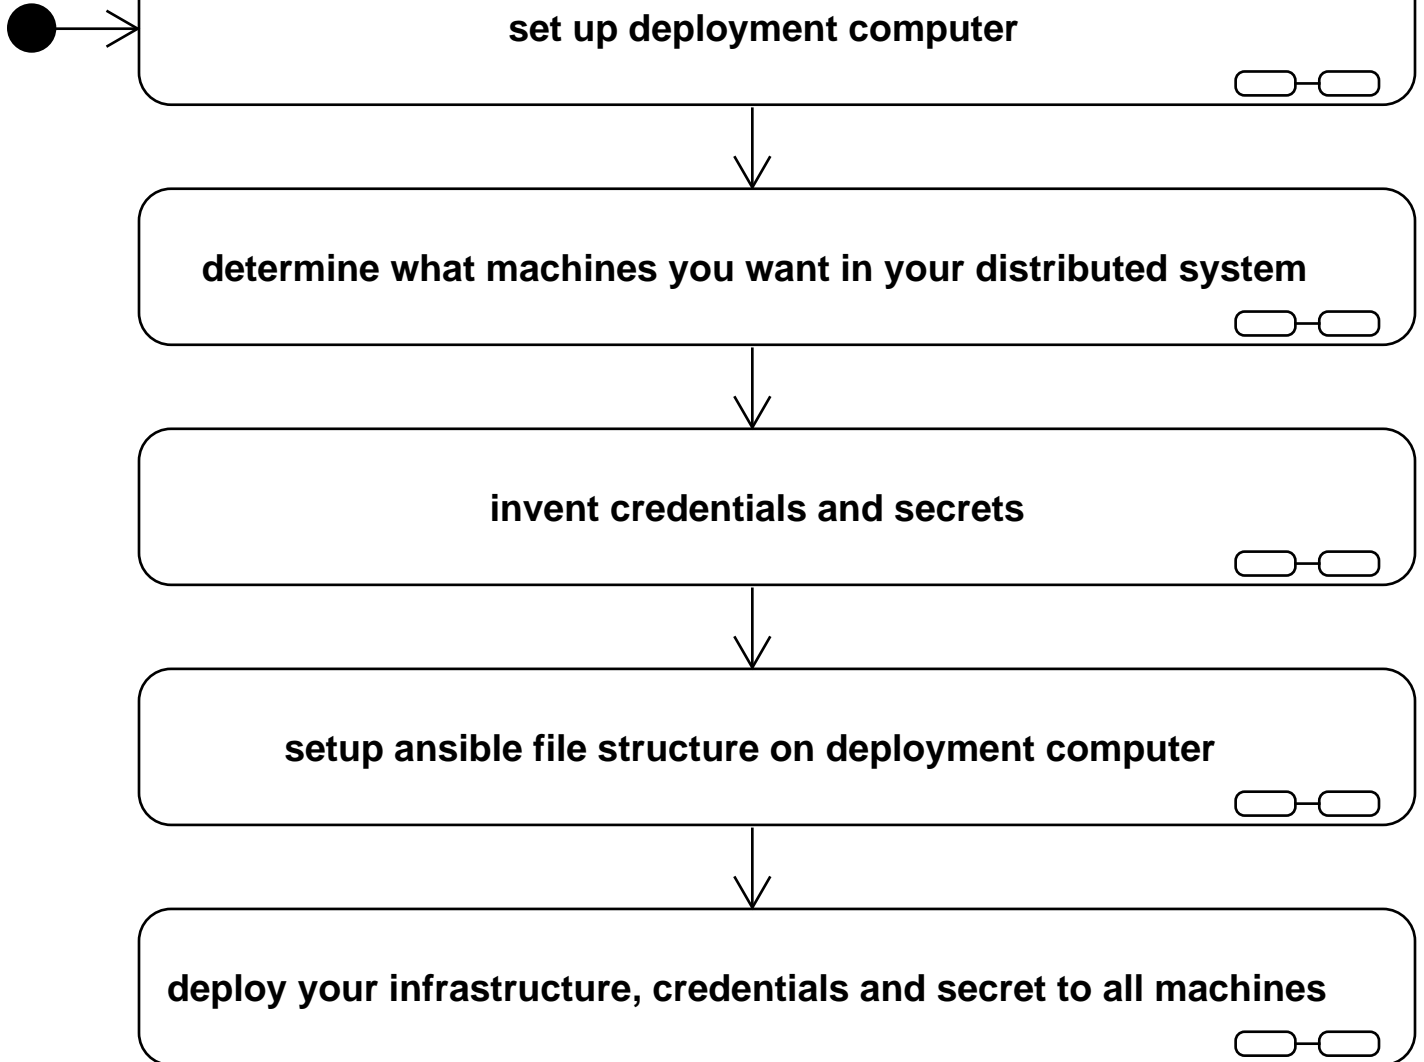 set up deployment computer
determine what machines you want in your distributed system
invent credentials and secrets
setup ansible file structure on deployment computer
deploy your infrastructure, credentials and secret to all machines